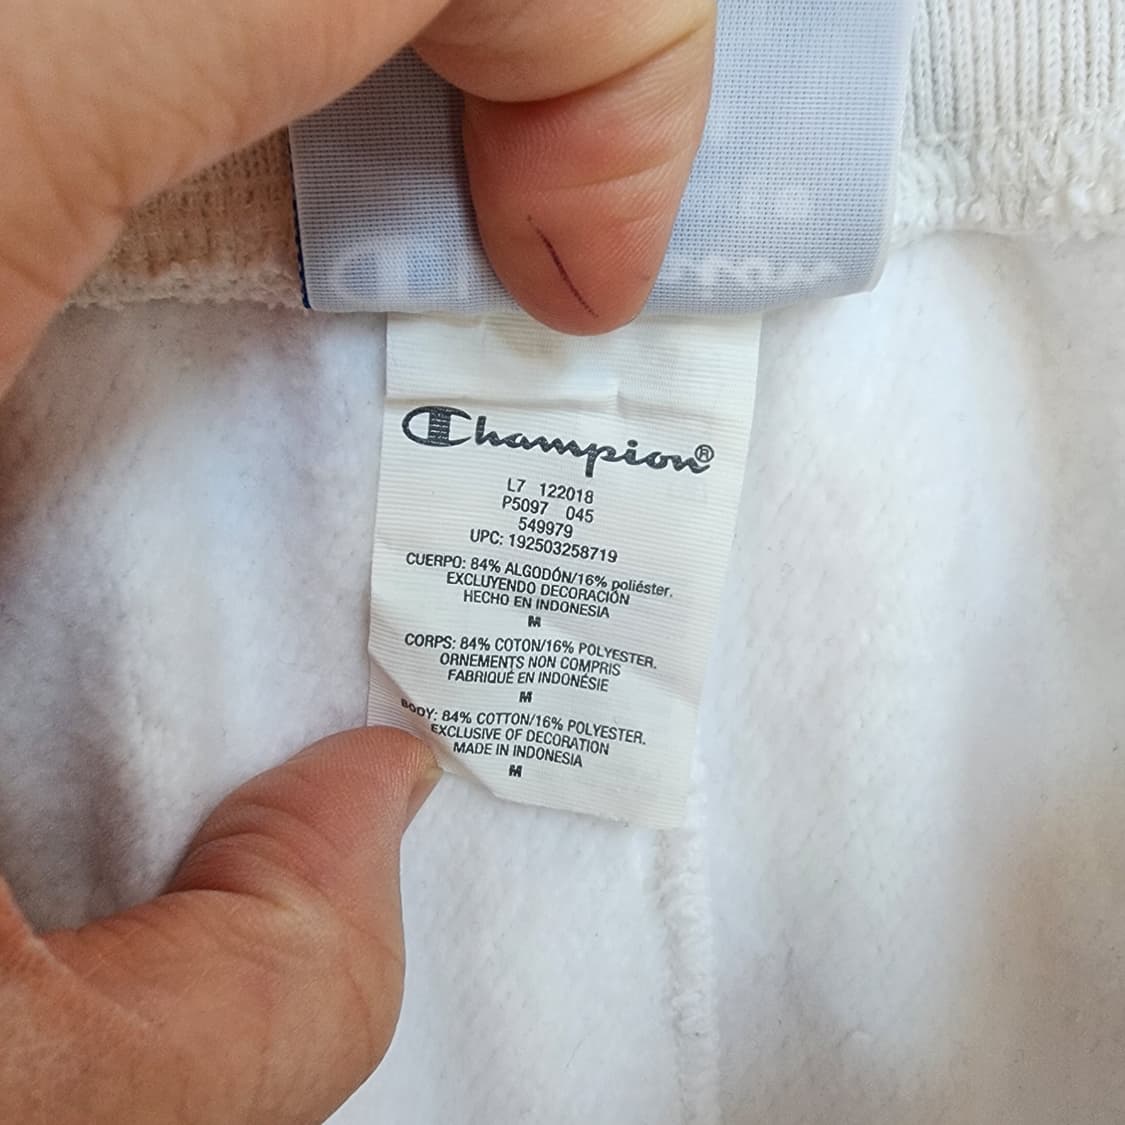 Champion®
L7 122018
P5097 045
549979
UPC: 192503258719
CUERPO: 84% ALGODÓN/16% poliéster.
EXCLUYENDO DECORACIÓN
HECHO EN INDONESIA
M
CORPS: 84% COTON/16% POLYESTER.
ORNEMENTS NON COMPRIS
FABRIQUÉ EN INDONÉSIE
M
BODY: 84% COTTON/16% POLYESTER.
EXCLUSIVE OF DECORATION
MADE IN INDONESIA
M